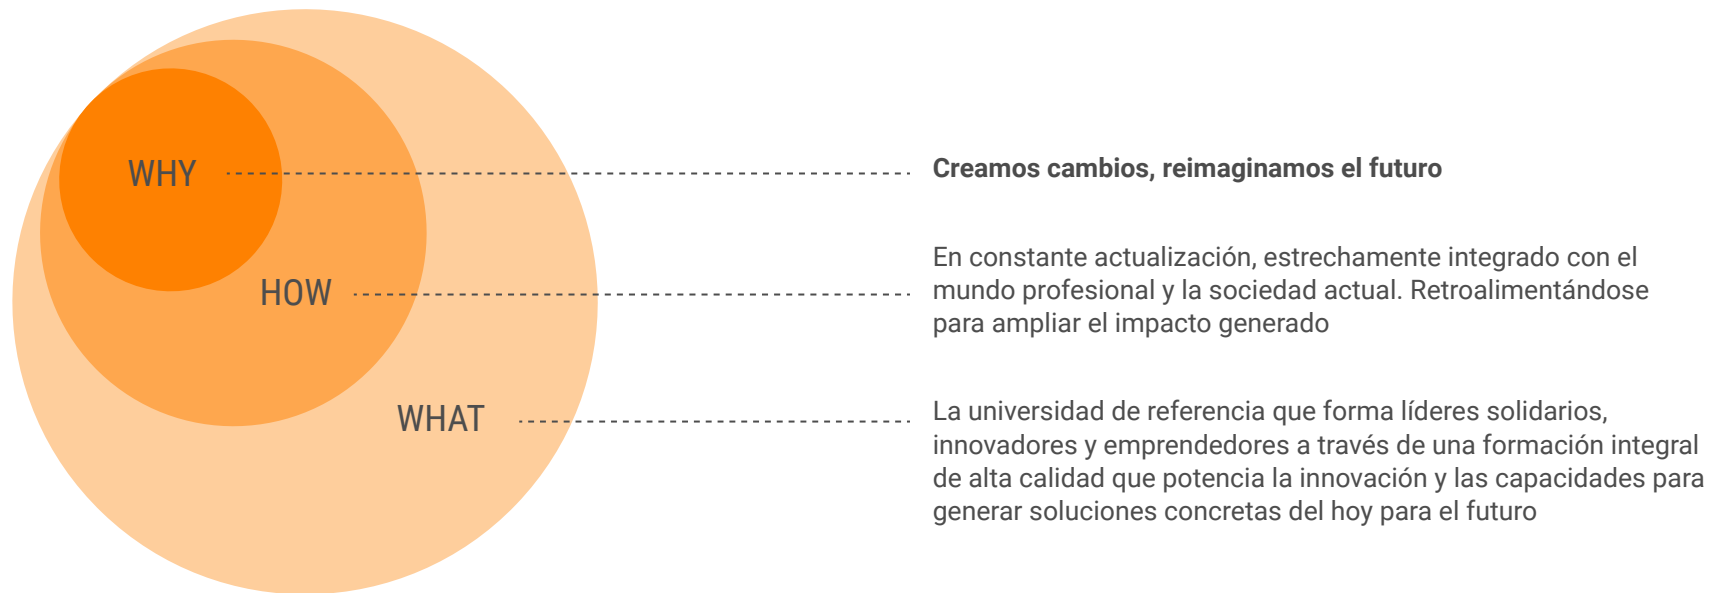 WHY
Creamos cambios, reimaginamos el futuro
HOW
En constante actualización, estrechamente integrado con el
mundo profesional y la sociedad actual. Retroalimentándose
para ampliar el impacto generado
WHAT
La universidad de referencia que forma líderes solidarios,
innovadores y emprendedores a través de una formación integral
de alta calidad que potencia la innovación y las capacidades para
generar soluciones concretas del hoy para el futuro